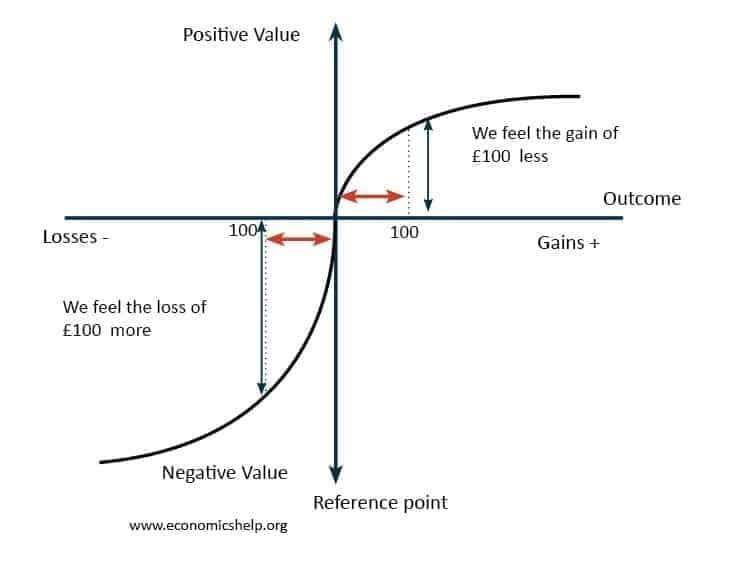 Positive Value
We feel the gain of
£100 less
Outcome
Losses -
100
100
Gains +
We feel the loss of
£100 more
Negative Value
Reference point
www.economicshelp.org